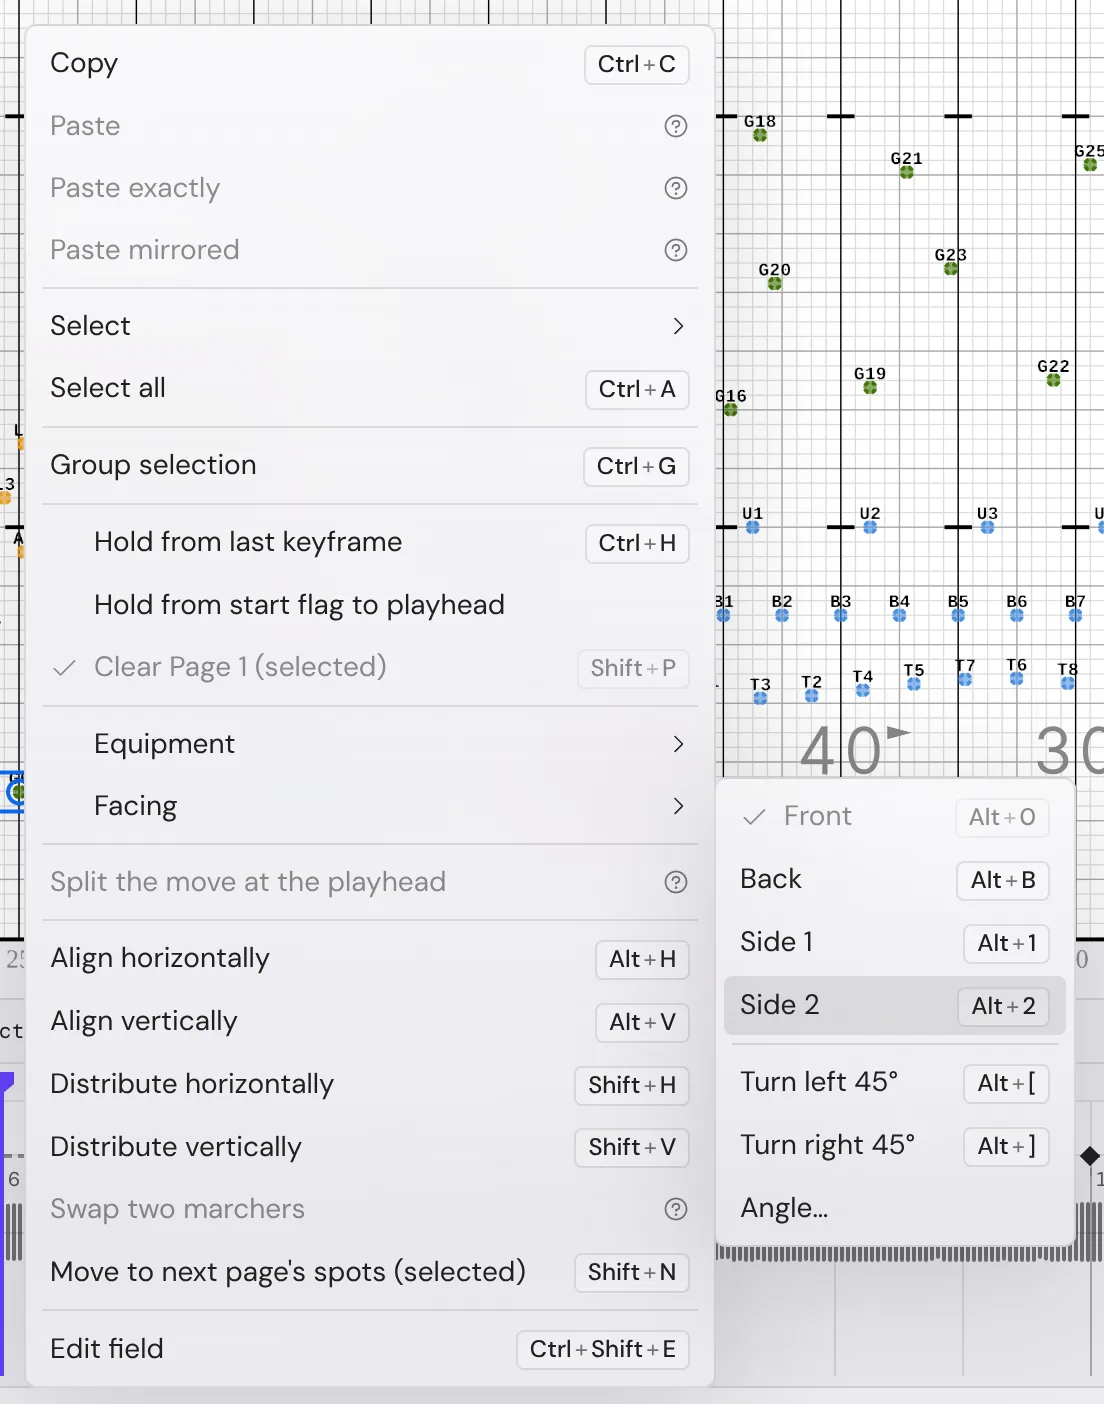 Copy Ctrl+C
Paste
Paste exactly
Paste mirrored
Select
Select all Ctrl+A
Group selection Ctrl+G
Hold from last keyframe Ctrl+H
Hold from start flag to playhead
Clear Page 1 (selected) Shift+P
Equipment
Facing
Split the move at the playhead
Align horizontally Alt+H
Align vertically Alt+V
Distribute horizontally Shift+H
Distribute vertically Shift+V
Swap two marchers
Move to next page's spots (selected) Shift+N
Edit field Ctrl+Shift+E
Front Alt+0
Back Alt+B
Side 1 Alt+1
Side 2 Alt+2
Turn left 45° Alt+[
Turn right 45° Alt+]
Angle...
G18
G21
G25
G23
G20
G22
G19
G16
U1 U2 U3
B1 B2 B3 B4 B5 B6 B7
T3 T2 T4 T5 T7 T6 T8
40 30
6